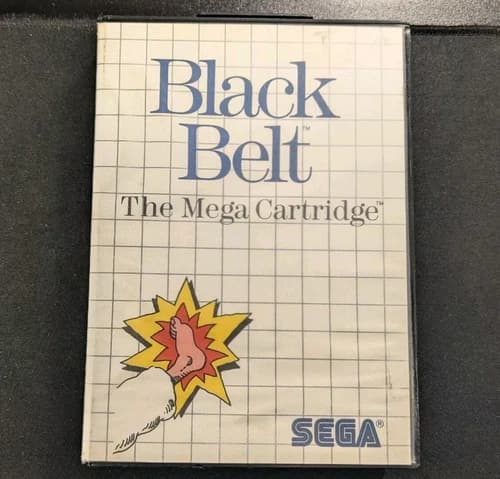 Black
Belt™
The Mega Cartridge™
SEGA®